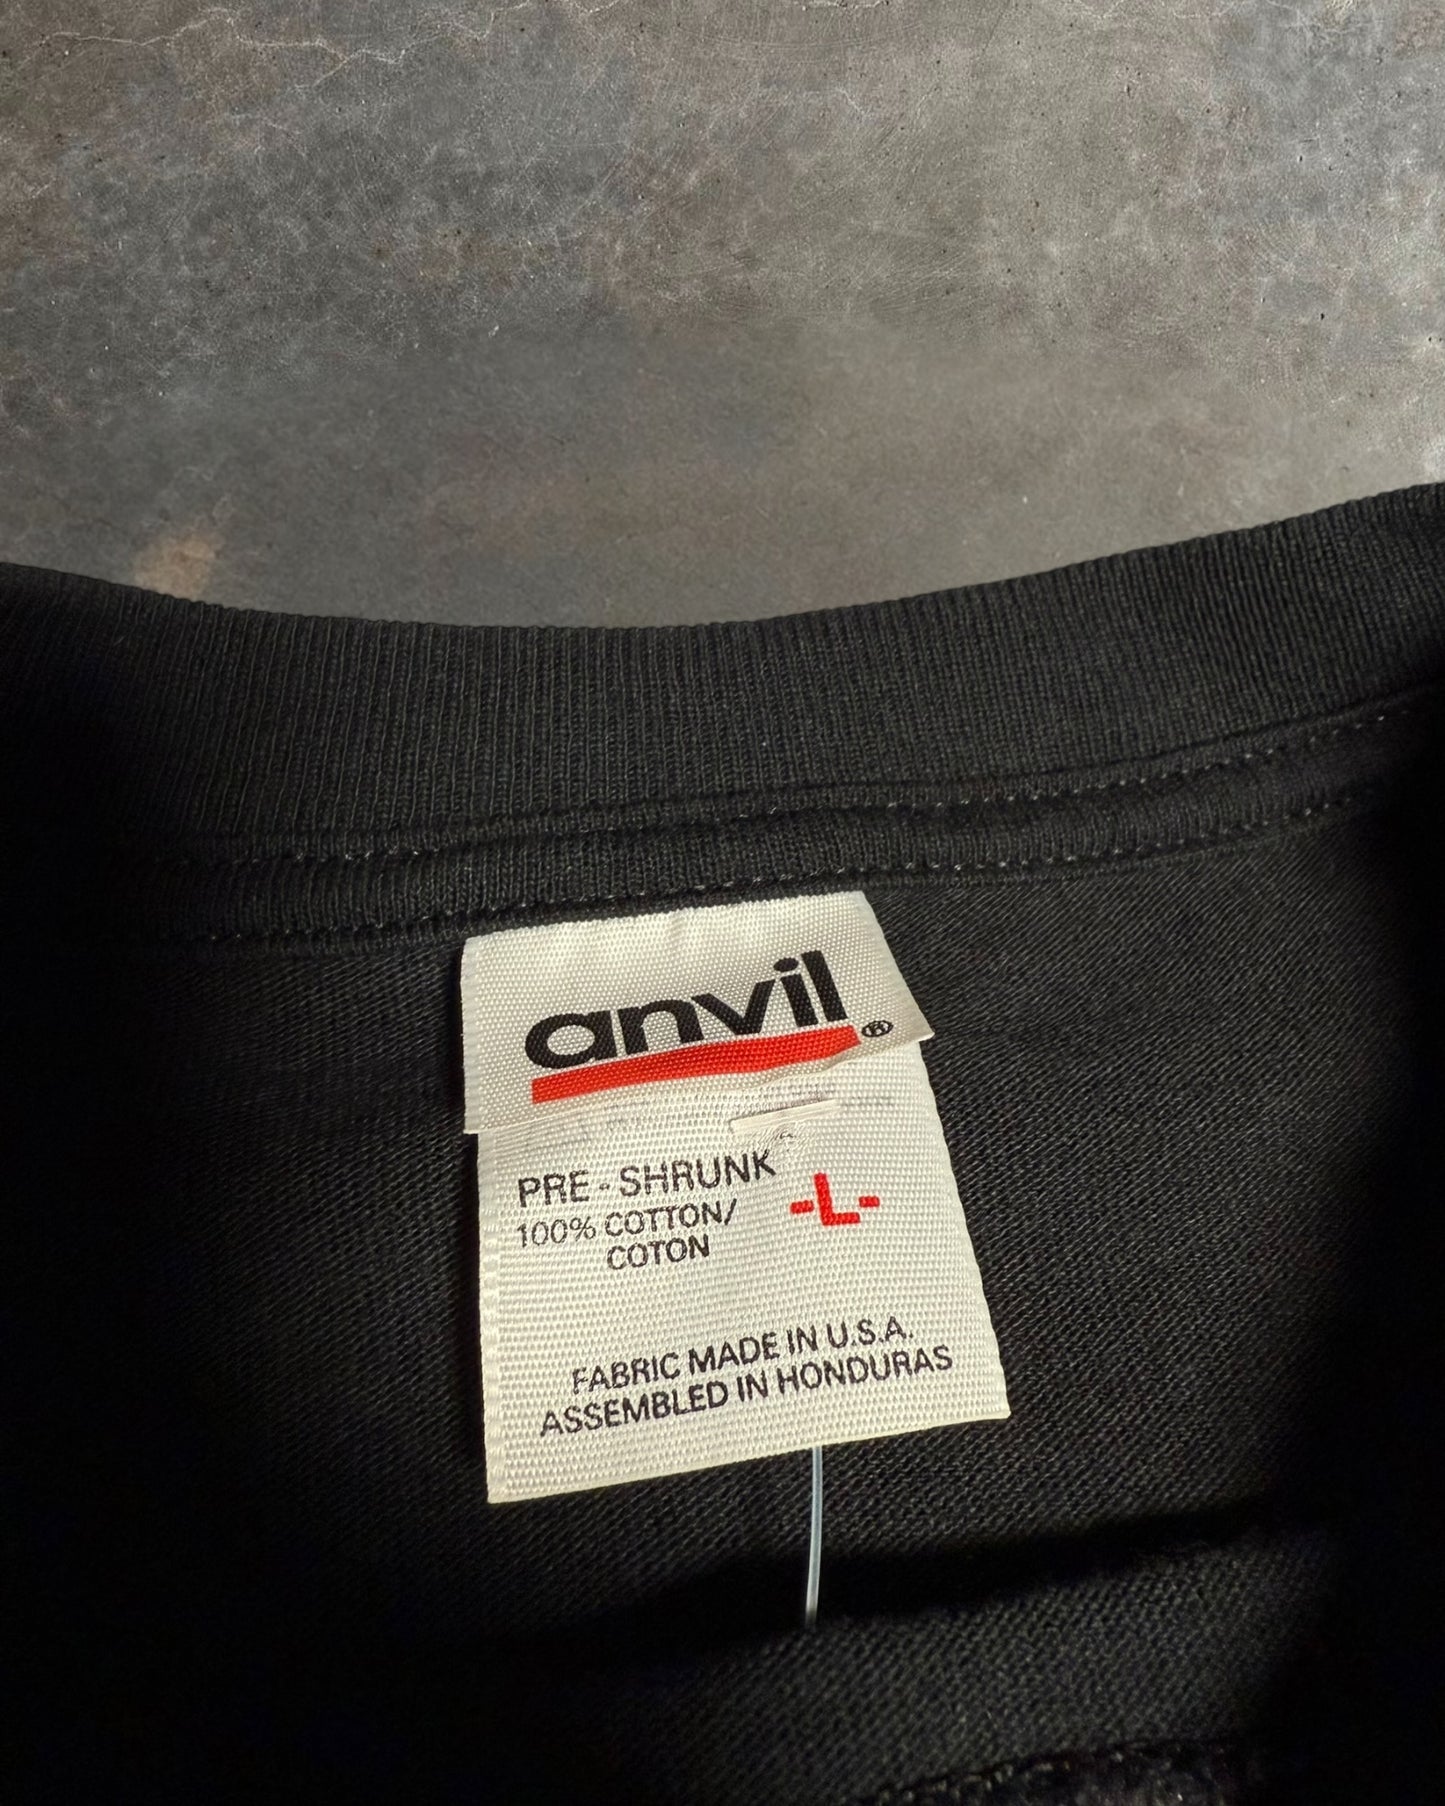 anvil®
PRE-SHRUNK
-L-
100% COTTON/
COTON
FABRIC MADE IN U.S.A.
ASSEMBLED IN HONDURAS